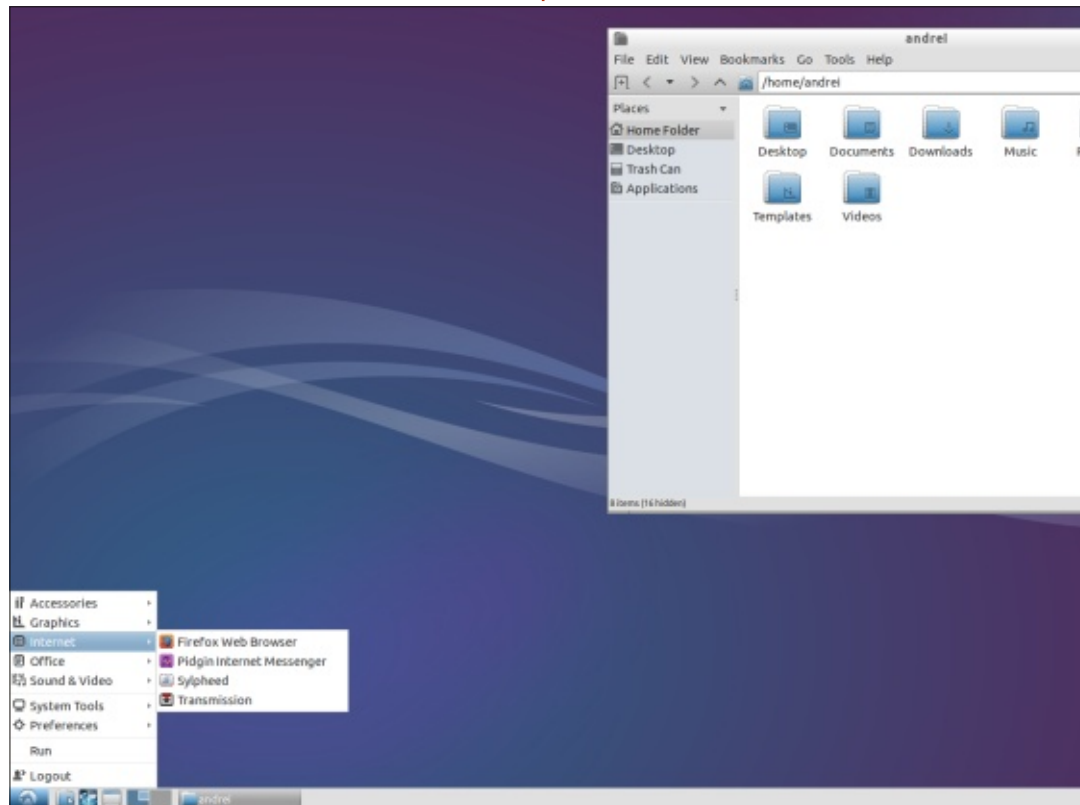 andrei
File Edit View Bookmarks Go Tools Help
/home/andrei
Places
Home Folder
Desktop
Trash Can
Applications
Desktop Documents Downloads Music
Templates Videos
8 items (16 hidden)
Accessories
Graphics
Internet
Office
Sound & Video
System Tools
Preferences
Run
Logout
Firefox Web Browser
Pidgin Internet Messenger
Sylpheed
Transmission
andrei